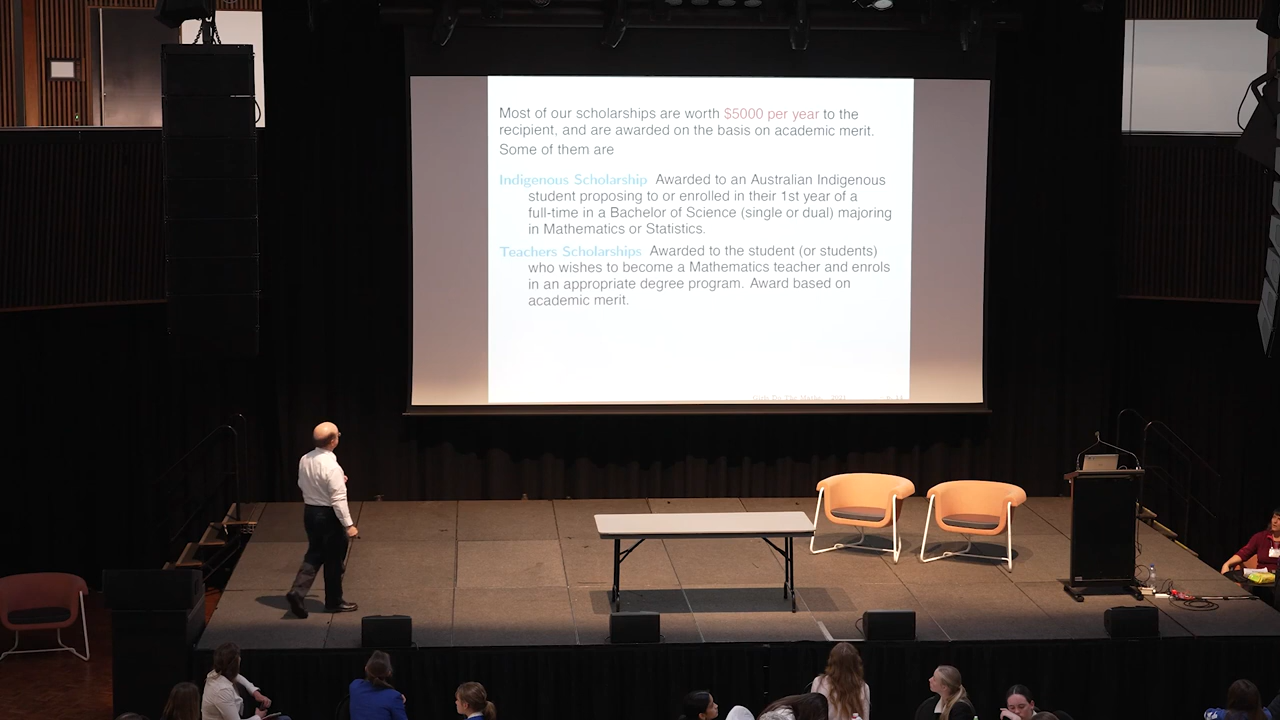 Most of our scholarships are worth $5000 per year to the
recipient, and are awarded on the basis on academic merit.
Some of them are
Indigenous Scholarship Awarded to an Australian Indigenous
student proposing to or enrolled in their 1st year of a
full-time in a Bachelor of Science (single or dual) majoring
in Mathematics or Statistics.
Teachers Scholarships Awarded to the student (or students)
who wishes to become a Mathematics teacher and enrols
in an appropriate degree program. Award based on
academic merit.